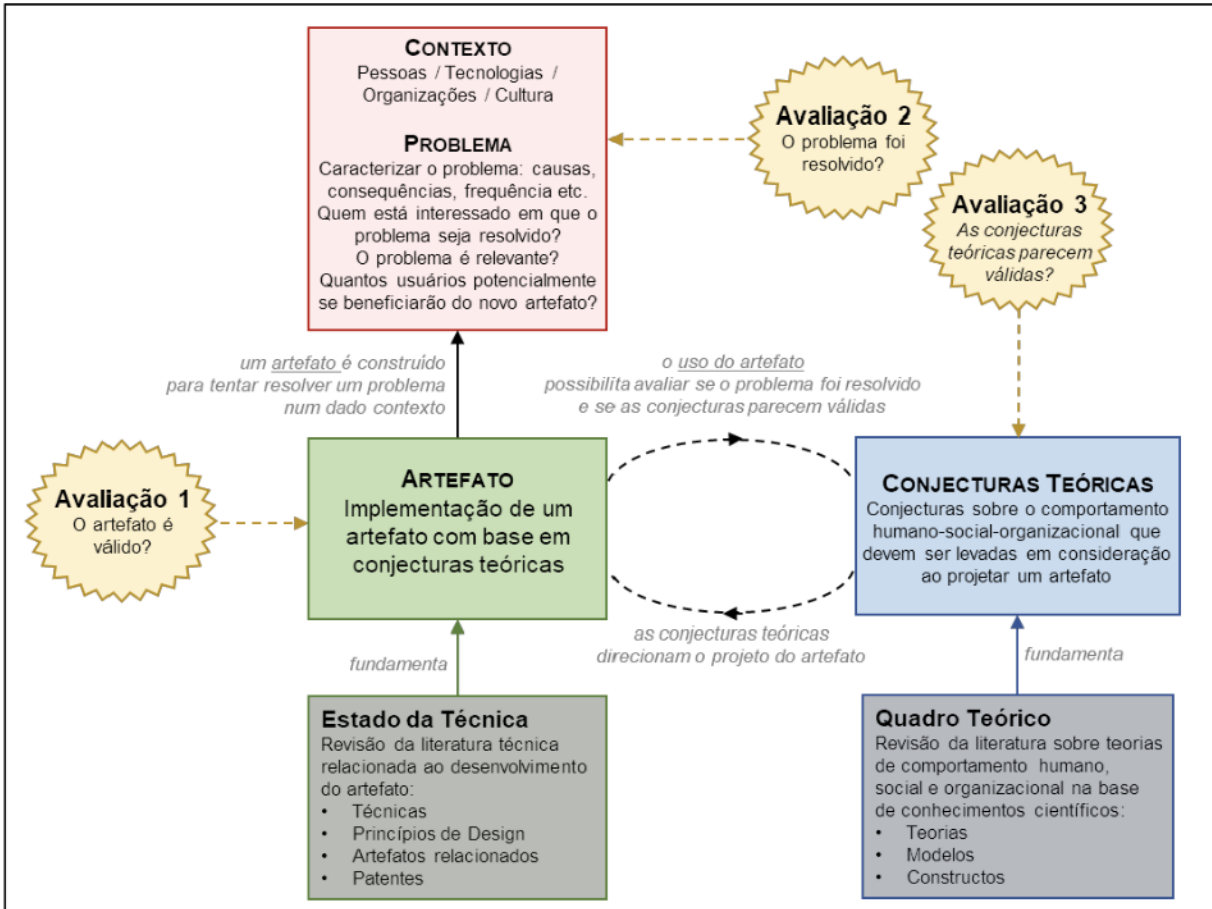 CONTEXTO
Pessoas / Tecnologias /
Organizações / Cultura
PROBLEMA
Caracterizar o problema: causas,
consequências, frequência etc.
Quem está interessado em que o
problema seja resolvido?
O problema é relevante?
Quantos usuários potencialmente
se beneficiarão do novo artefato?
Avaliação 2
O problema foi
resolvido?
Avaliação 3
As conjecturas
teóricas parecem
válidas?
um artefato é construído
para tentar resolver um problema
num dado contexto
o uso do artefato
possibilita avaliar se o problema foi resolvido
e se as conjecturas parecem válidas
Avaliação 1
O artefato é
válido?
ARTEFATO
Implementação de um
artefato com base em
conjecturas teóricas
CONJECTURAS TEÓRICAS
Conjecturas sobre o comportamento
humano-social-organizacional que
devem ser levadas em consideração
ao projetar um artefato
as conjecturas teóricas
direcionam o projeto do artefato
fundamenta
fundamenta
Estado da Técnica
Revisão da literatura técnica
relacionada ao desenvolvimento
do artefato:
• Técnicas
• Princípios de Design
• Artefatos relacionados
• Patentes
Quadro Teórico
Revisão da literatura sobre teorias
de comportamento humano,
social e organizacional na base
de conhecimentos científicos:
• Teorias
• Modelos
• Constructos